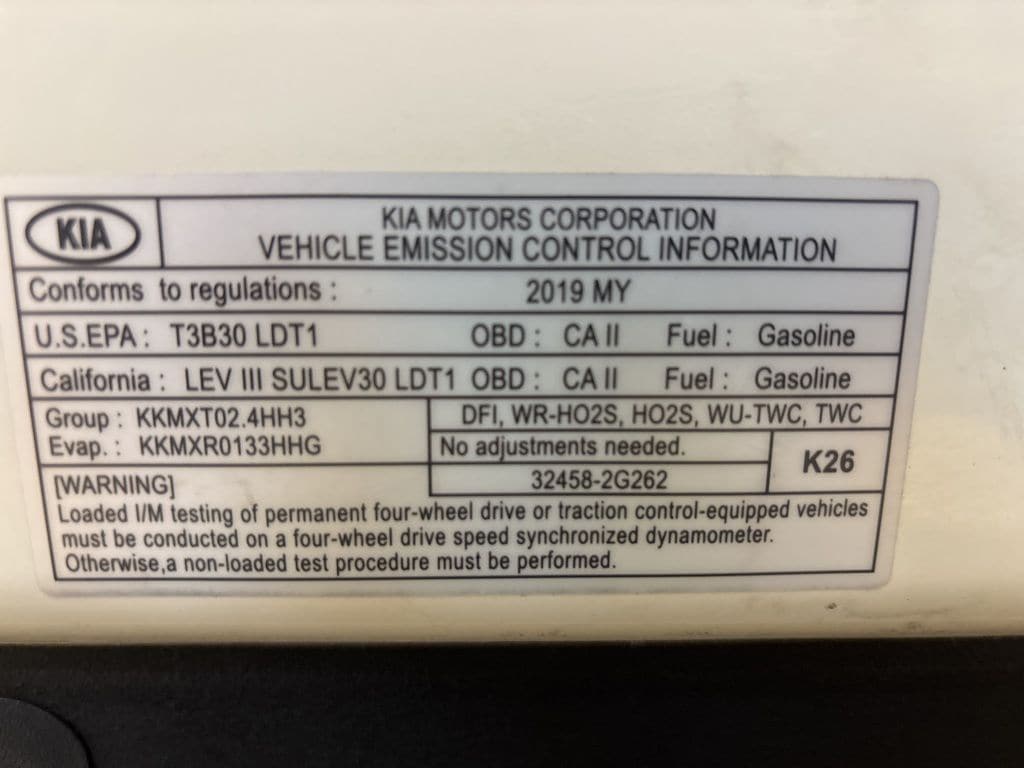 KIA
KIA MOTORS CORPORATION
VEHICLE EMISSION CONTROL INFORMATION
Conforms to regulations : 2019 MY
U.S.EPA : T3B30 LDT1 OBD : CA II Fuel : Gasoline
California : LEV III SULEV30 LDT1 OBD : CA II Fuel : Gasoline
Group : KKMXT02.4HH3
Evap. : KKMXR0133HHG
DFI, WR-HO2S, HO2S, WU-TWC, TWC
No adjustments needed.
32458-2G262
K26
[WARNING]
Loaded I/M testing of permanent four-wheel drive or traction control-equipped vehicles
must be conducted on a four-wheel drive speed synchronized dynamometer.
Otherwise,a non-loaded test procedure must be performed.